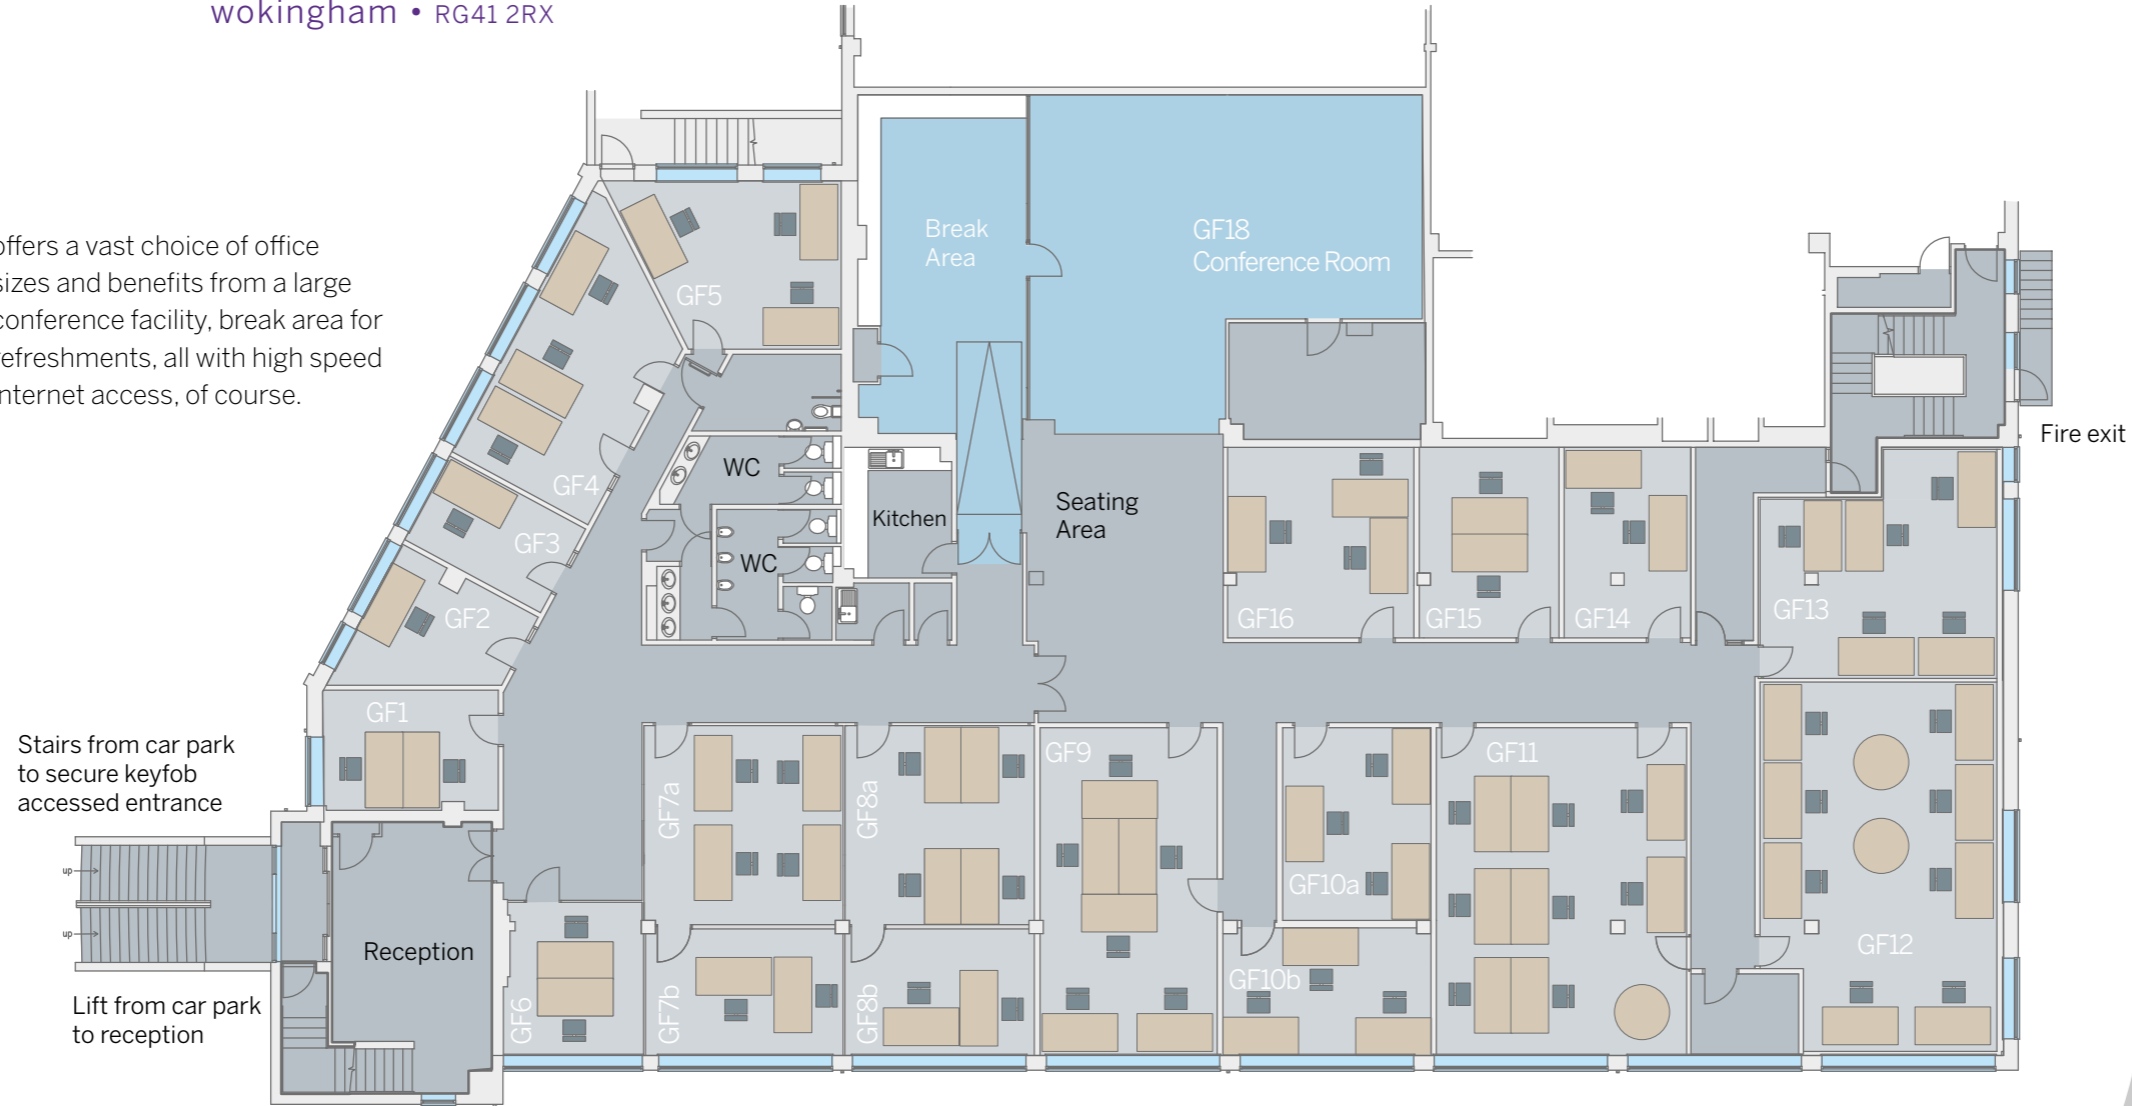 wokingham • RG41 2RX
offers a vast choice of office
sizes and benefits from a large
conference facility, break area for
refreshments, all with high speed
internet access, of course.
Break
Area
GF18
Conference Room
GF5
Fire exit
GF4
WC
Kitchen
Seating
Area
GF3
WC
GF2
GF16
GF15
GF14
GF13
GF1
Stairs from car park
to secure keyfob
accessed entrance
GF7a
GF8a
GF9
GF11
GF10a
up
up
Reception
GF12
GF10b
Lift from car park
to reception
GF6
GF7b
GF8b